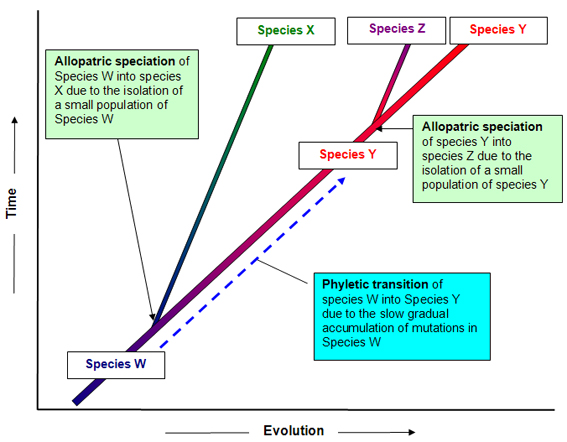 Species X
Species Z
Species Y
Allopatric speciation of
Species W into species
X due to the isolation of
a small population of
Species W
Allopatric speciation
of species Y into
species Z due to the
isolation of a small
population of species Y
Species Y
Time
Phyletic transition of
species W into Species Y
due to the slow gradual
accumulation of mutations in
Species W
Species W
Evolution